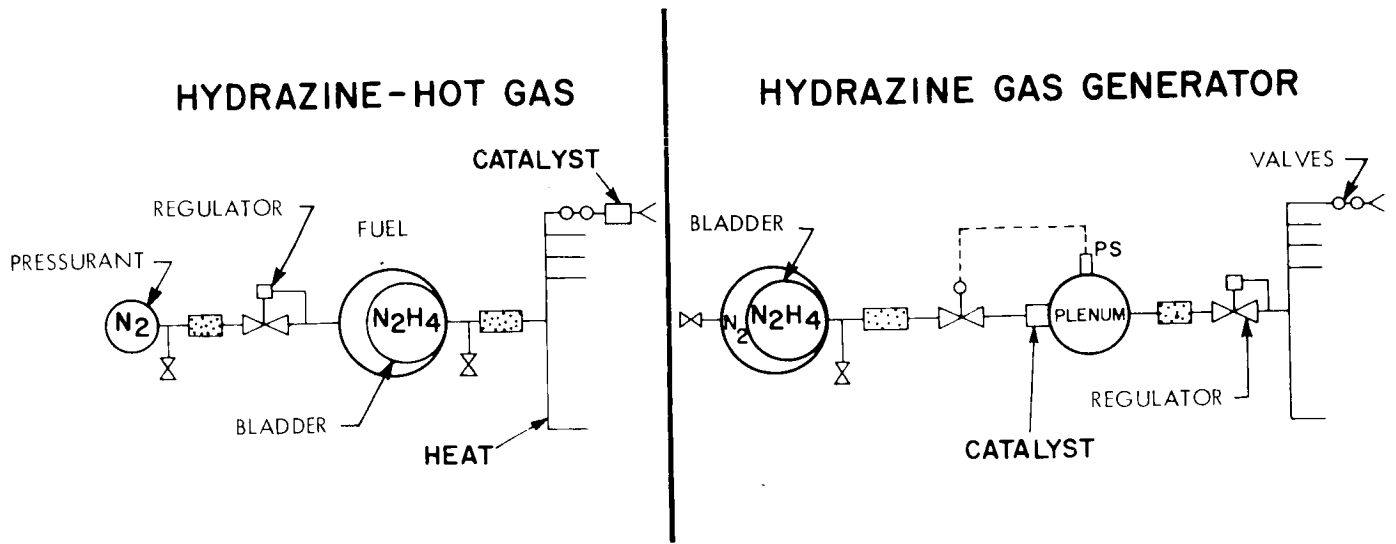 HYDRAZINE-HOT GAS
CATALYST
REGULATOR
FUEL
PRESSURANT
N2
N2H4
BLADDER
HEAT
HYDRAZINE GAS GENERATOR
VALVES
BLADDER
PS
N2
N2H4
PLENUM
REGULATOR
CATALYST